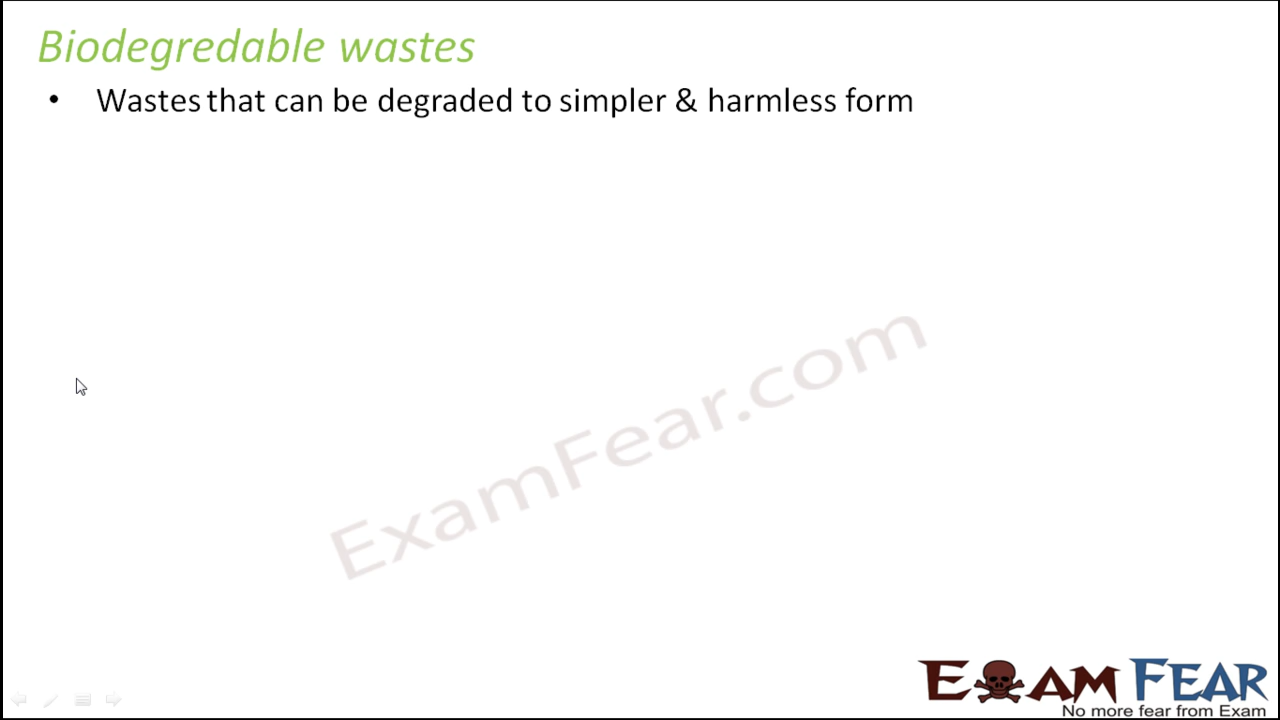 Biodegredable wastes
• Wastes that can be degraded to simpler & harmless form
ExamFear.com
EXAM FEAR
No more fear from Exam